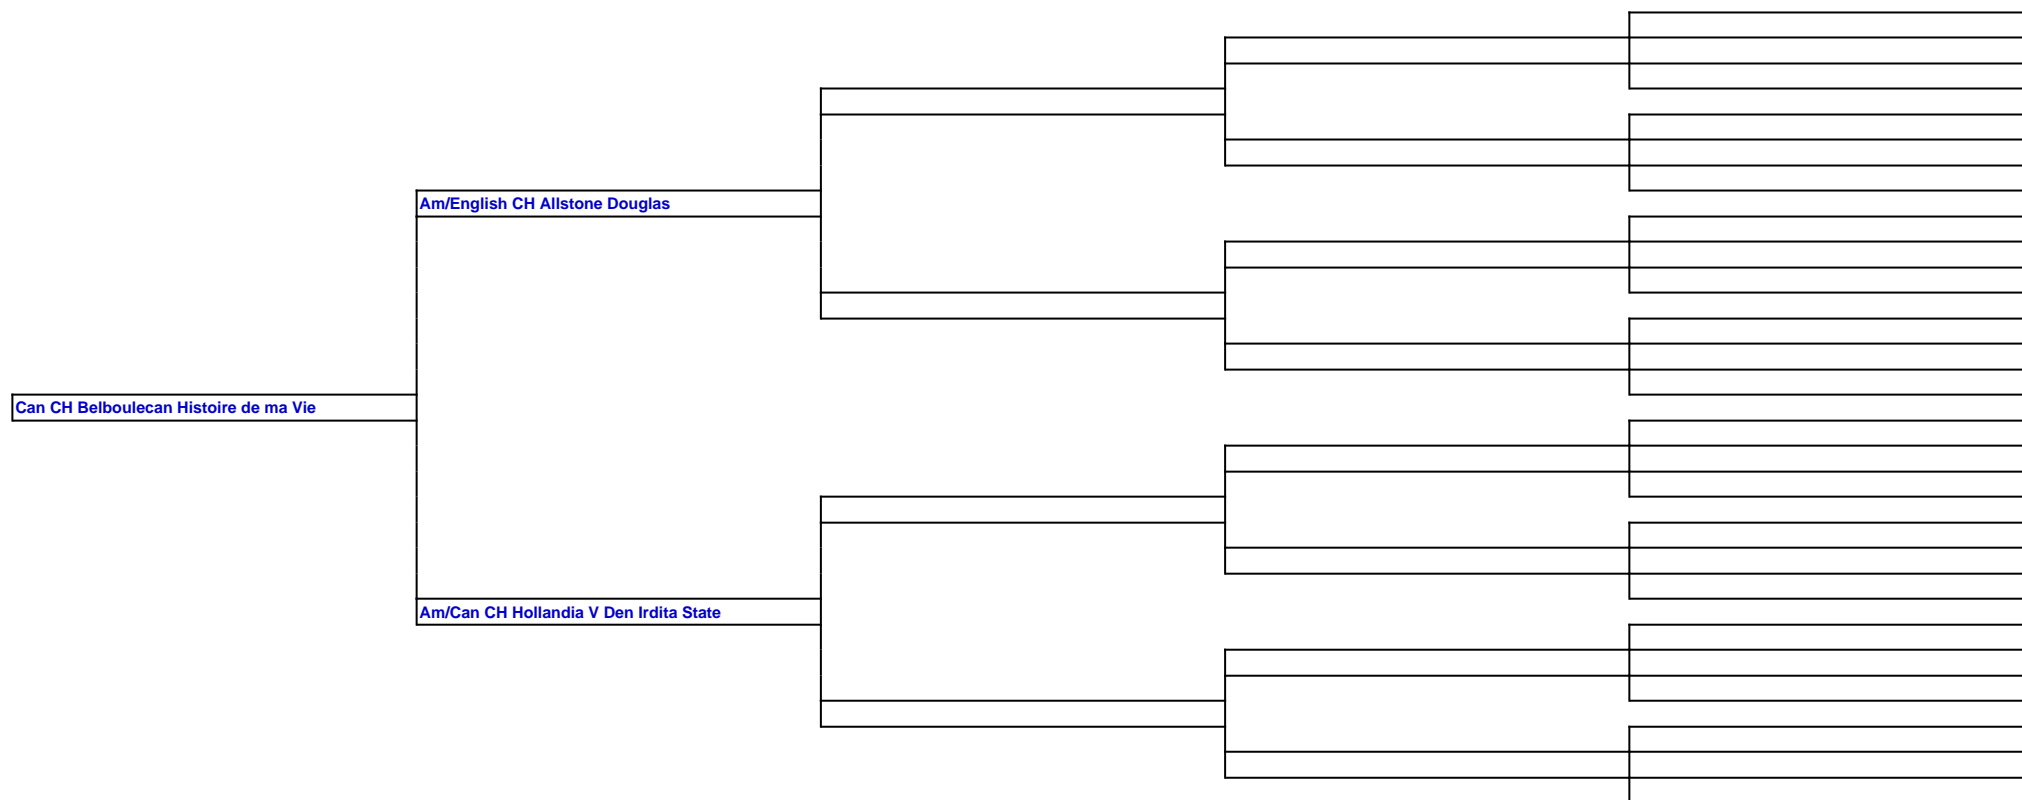 Am/English CH Allstone Douglas
Can CH Belboulecan Histoire de ma Vie
Am/Can CH Hollandia V Den Irdita State